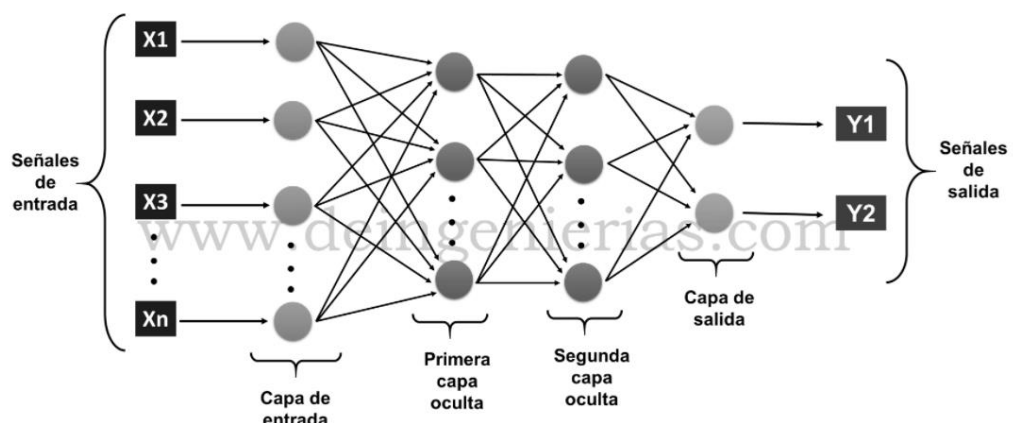 Señales
de
entrada
X1
X2
X3
Xn
Capa de
entrada
Primera
capa
oculta
Segunda
capa
oculta
Capa de
salida
Y1
Y2
Señales
de
salida
www.deingenierias.com